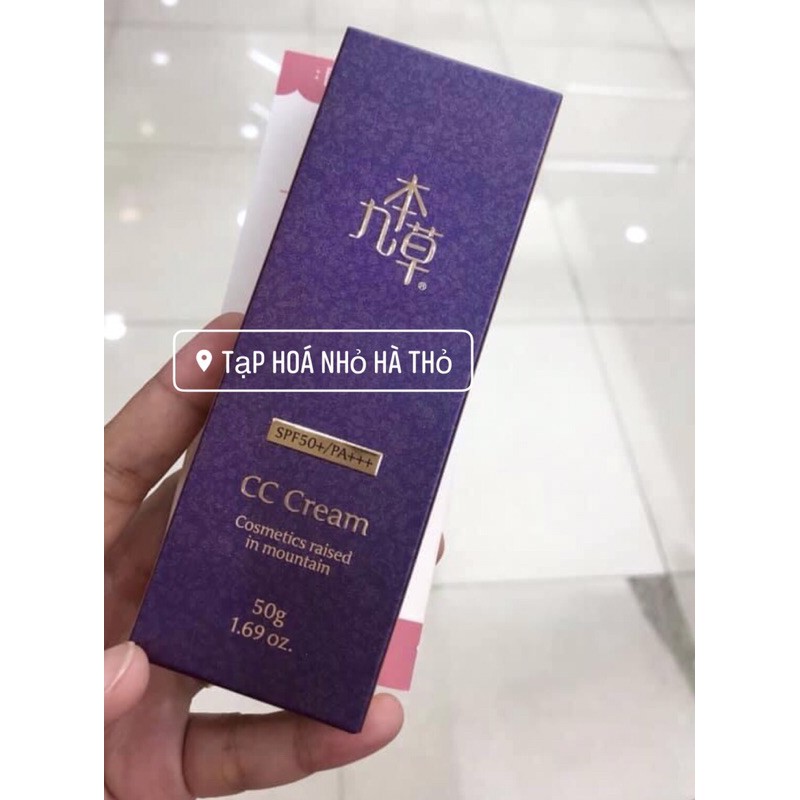 本
九草®
TạP HOÁ NHỎ HÀ THỎ
SPF50+/PA+++
CC Cream
Cosmetics raised
in mountain
50g
1.69 oz.